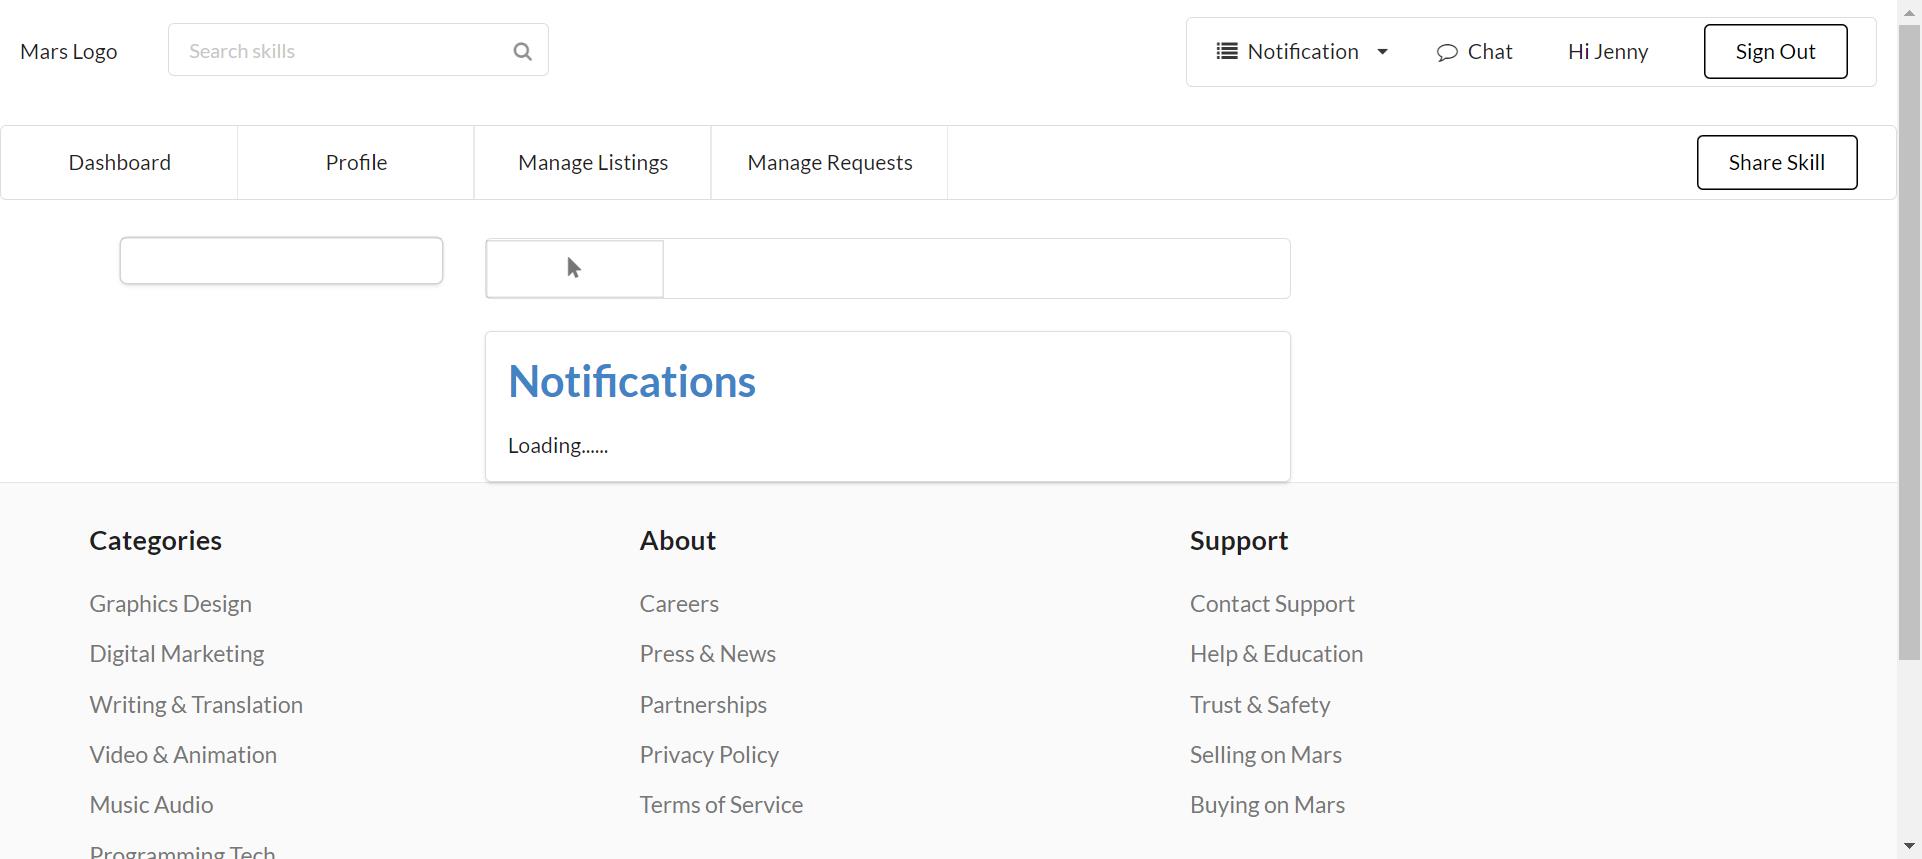 Mars Logo
Search skills
Notification
Chat
Hi Jenny
Sign Out
Dashboard
Profile
Manage Listings
Manage Requests
Share Skill
Notifications
Loading......
Categories
Graphics Design
Digital Marketing
Writing & Translation
Video & Animation
Music Audio
Programming Tech
About
Careers
Press & News
Partnerships
Privacy Policy
Terms of Service
Support
Contact Support
Help & Education
Trust & Safety
Selling on Mars
Buying on Mars